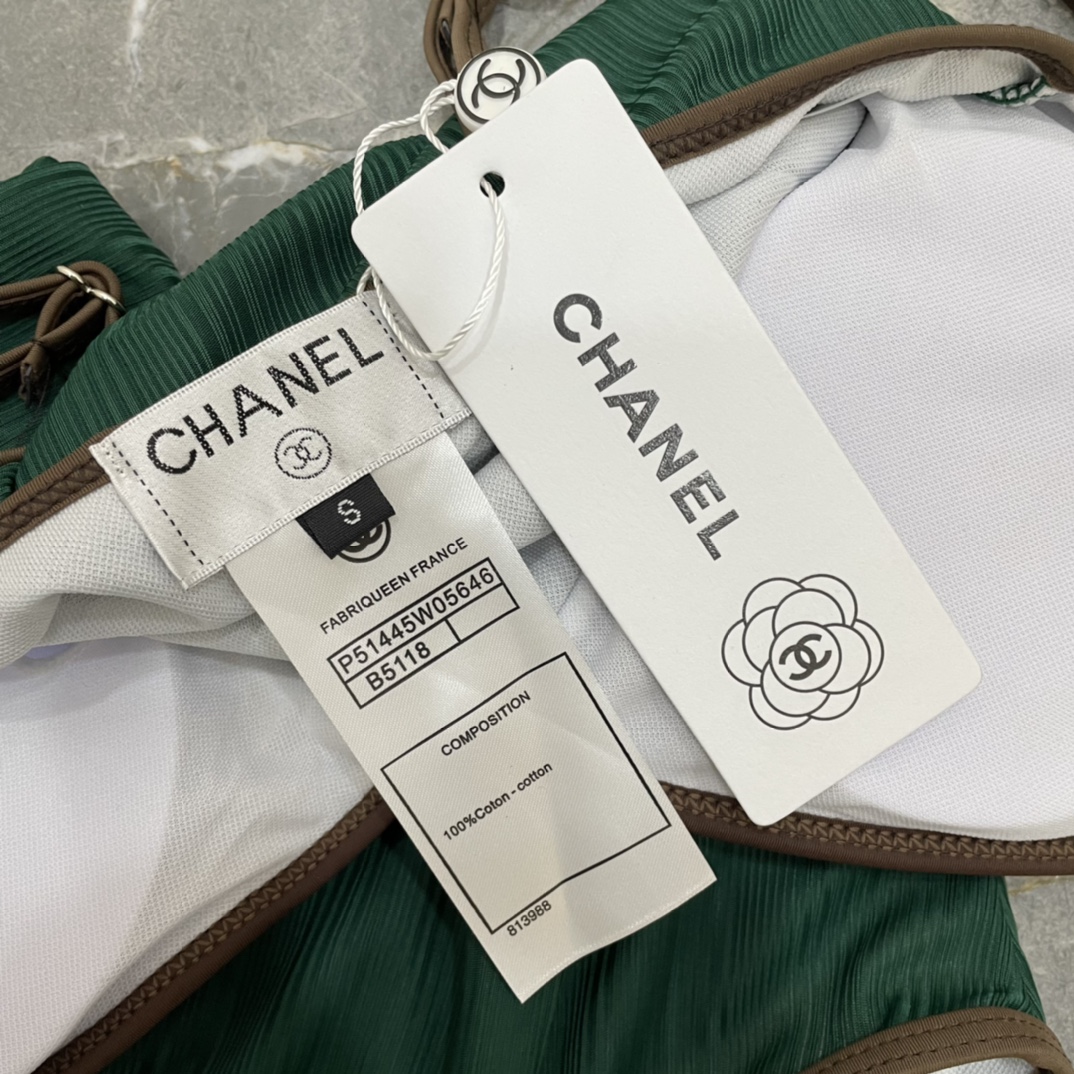 CHANEL
CHANEL
S
FABRIQUEEN FRANCE
P51445W05646
B5118
COMPOSITION
100%Coton - cotton
813988